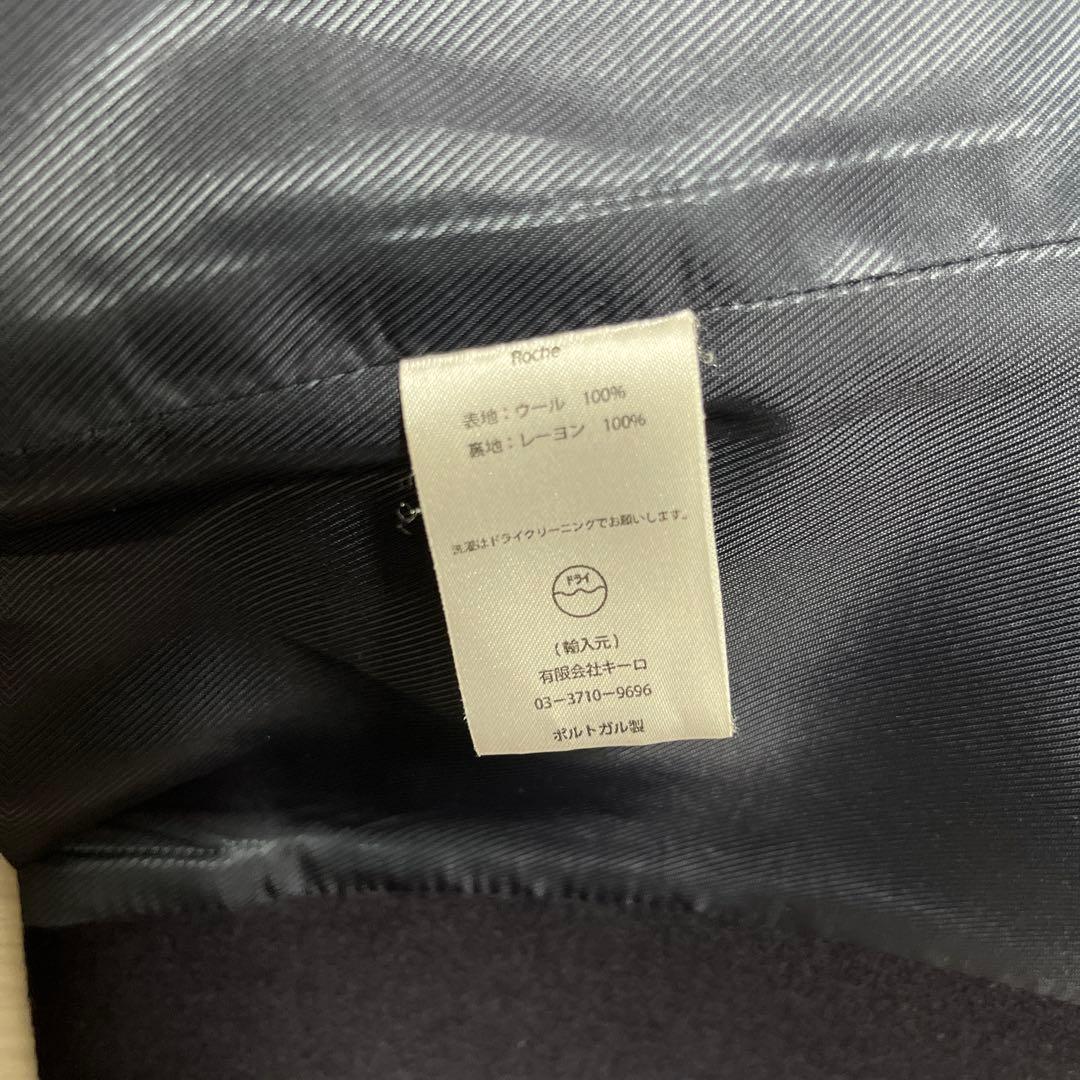 Roche
表地：ウール 100%
裏地：レーヨン 100%
洗濯はドライクリーニングでお願いします。
ドライ
(輸入元)
有限会社キーロ
03-3710-9696
ポルトガル製